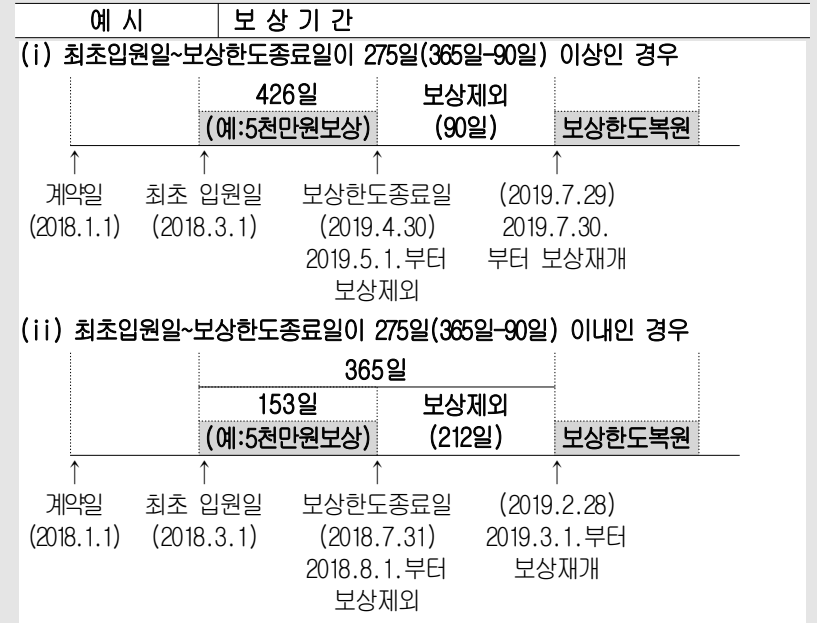 예 시 보 상 기 간
(i) 최초입원일~보상한도종료일이 275일(365일-90일) 이상인 경우
426일 보상제외
(예:5천만원보상) (90일) 보상한도복원
↑ ↑ ↑ ↑
계약일 최초 입원일 보상한도종료일 (2019.7.29)
(2018.1.1) (2018.3.1) (2019.4.30) 2019.7.30.
2019.5.1.부터 부터 보상재개
보상제외
(ii) 최초입원일~보상한도종료일이 275일(365일-90일) 이내인 경우
365일
153일 보상제외
(예:5천만원보상) (212일) 보상한도복원
↑ ↑ ↑ ↑
계약일 최초 입원일 보상한도종료일 (2019.2.28)
(2018.1.1) (2018.3.1) (2018.7.31) 2019.3.1.부터
2018.8.1.부터 보상재개
보상제외